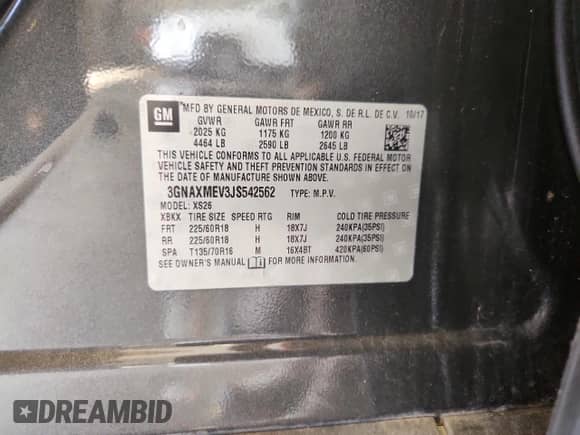 GM
MFD BY GENERAL MOTORS DE MEXICO, S. DE R.L. DE C.V. 10/17
GVWR GAWR FRT GAWR RR
2025 KG 1175 KG 1200 KG
4464 LB 2590 LB 2645 LB
THIS VEHICLE CONFORMS TO ALL APPLICABLE U.S. FEDERAL MOTOR
VEHICLE SAFETY AND THEFT PREVENTION STANDARDS IN EFFECT ON
THE DATE OF MANUFACTURE SHOWN ABOVE.
3GNAXMEV3JS542562 TYPE: M.P.V.
MODEL: XS26
XBKX TIRE SIZE SPEED RTG RIM COLD TIRE PRESSURE
FRT 225/60R18 H 18X7J 240KPA(35PSI)
RR 225/60R18 H 18X7J 240KPA(35PSI)
SPA T135/70R16 M 16X4BT 420KPA(60PSI)
SEE OWNER'S MANUAL FOR MORE INFORMATION.
DREAMBID